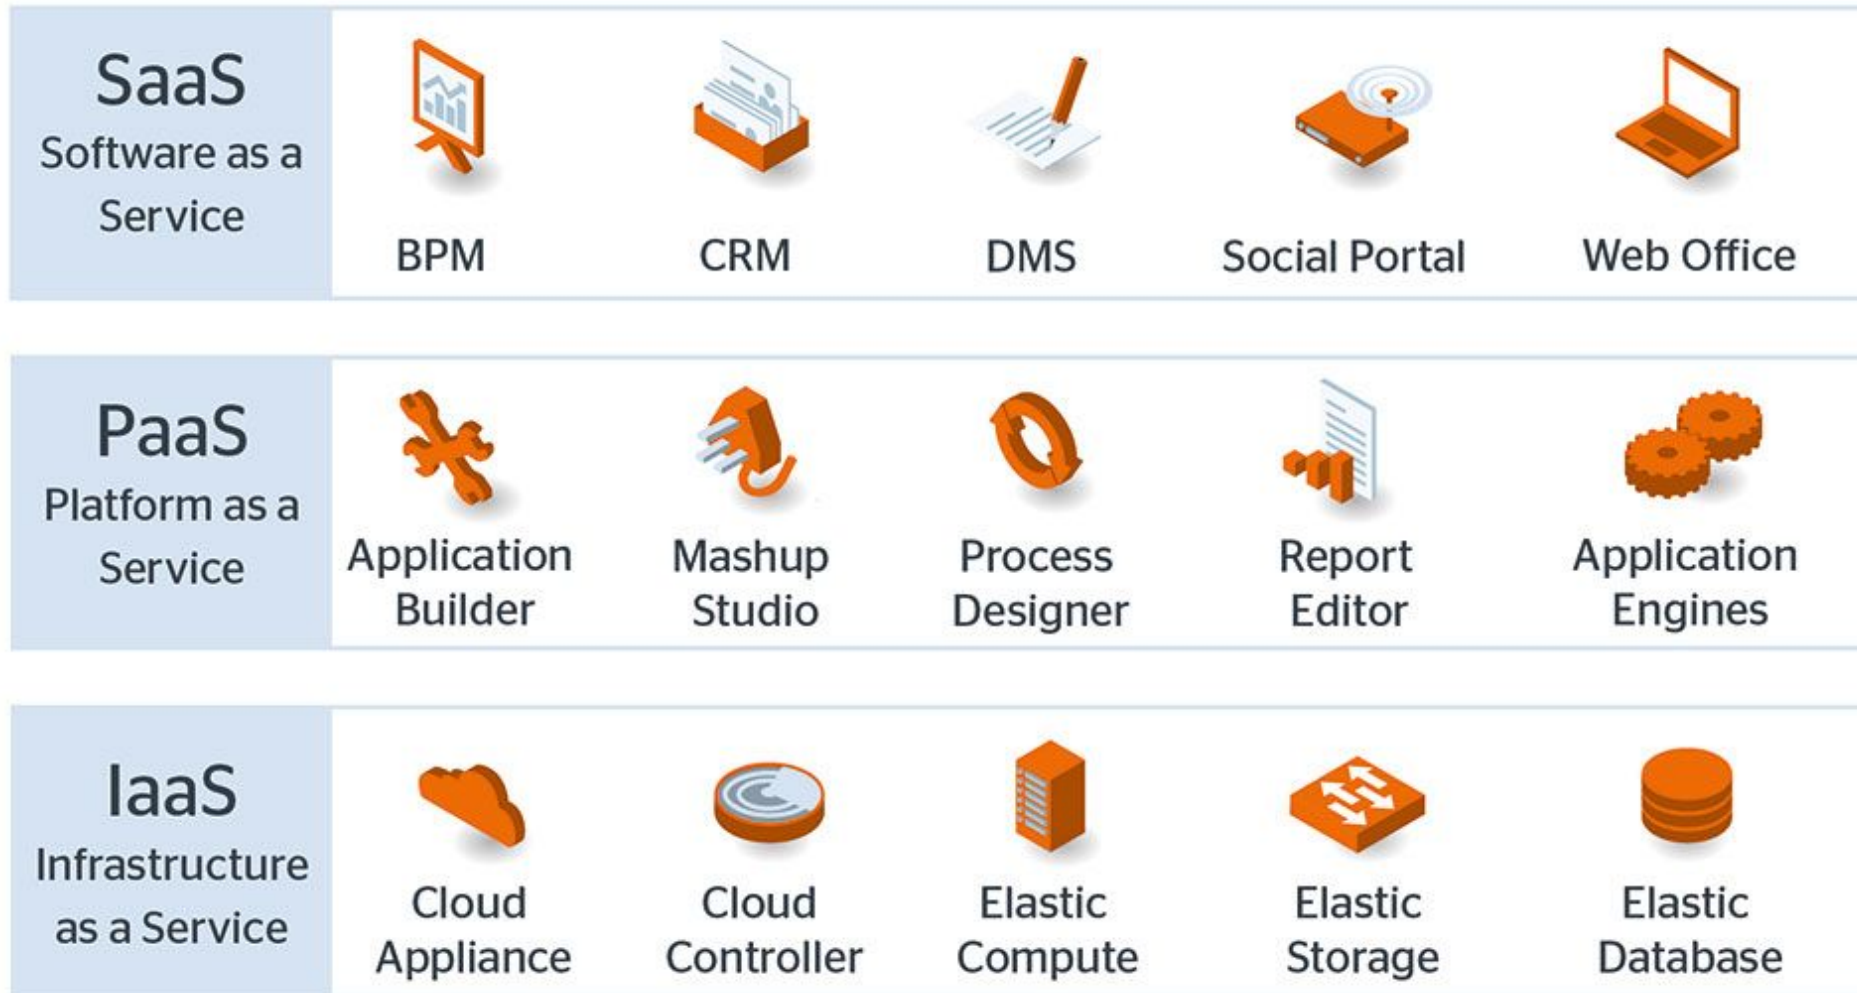 SaaS
Software as a
Service
BPM
CRM
DMS
Social Portal
Web Office
PaaS
Platform as a
Service
Application
Builder
Mashup
Studio
Process
Designer
Report
Editor
Application
Engines
IaaS
Infrastructure
as a Service
Cloud
Appliance
Cloud
Controller
Elastic
Compute
Elastic
Storage
Elastic
Database